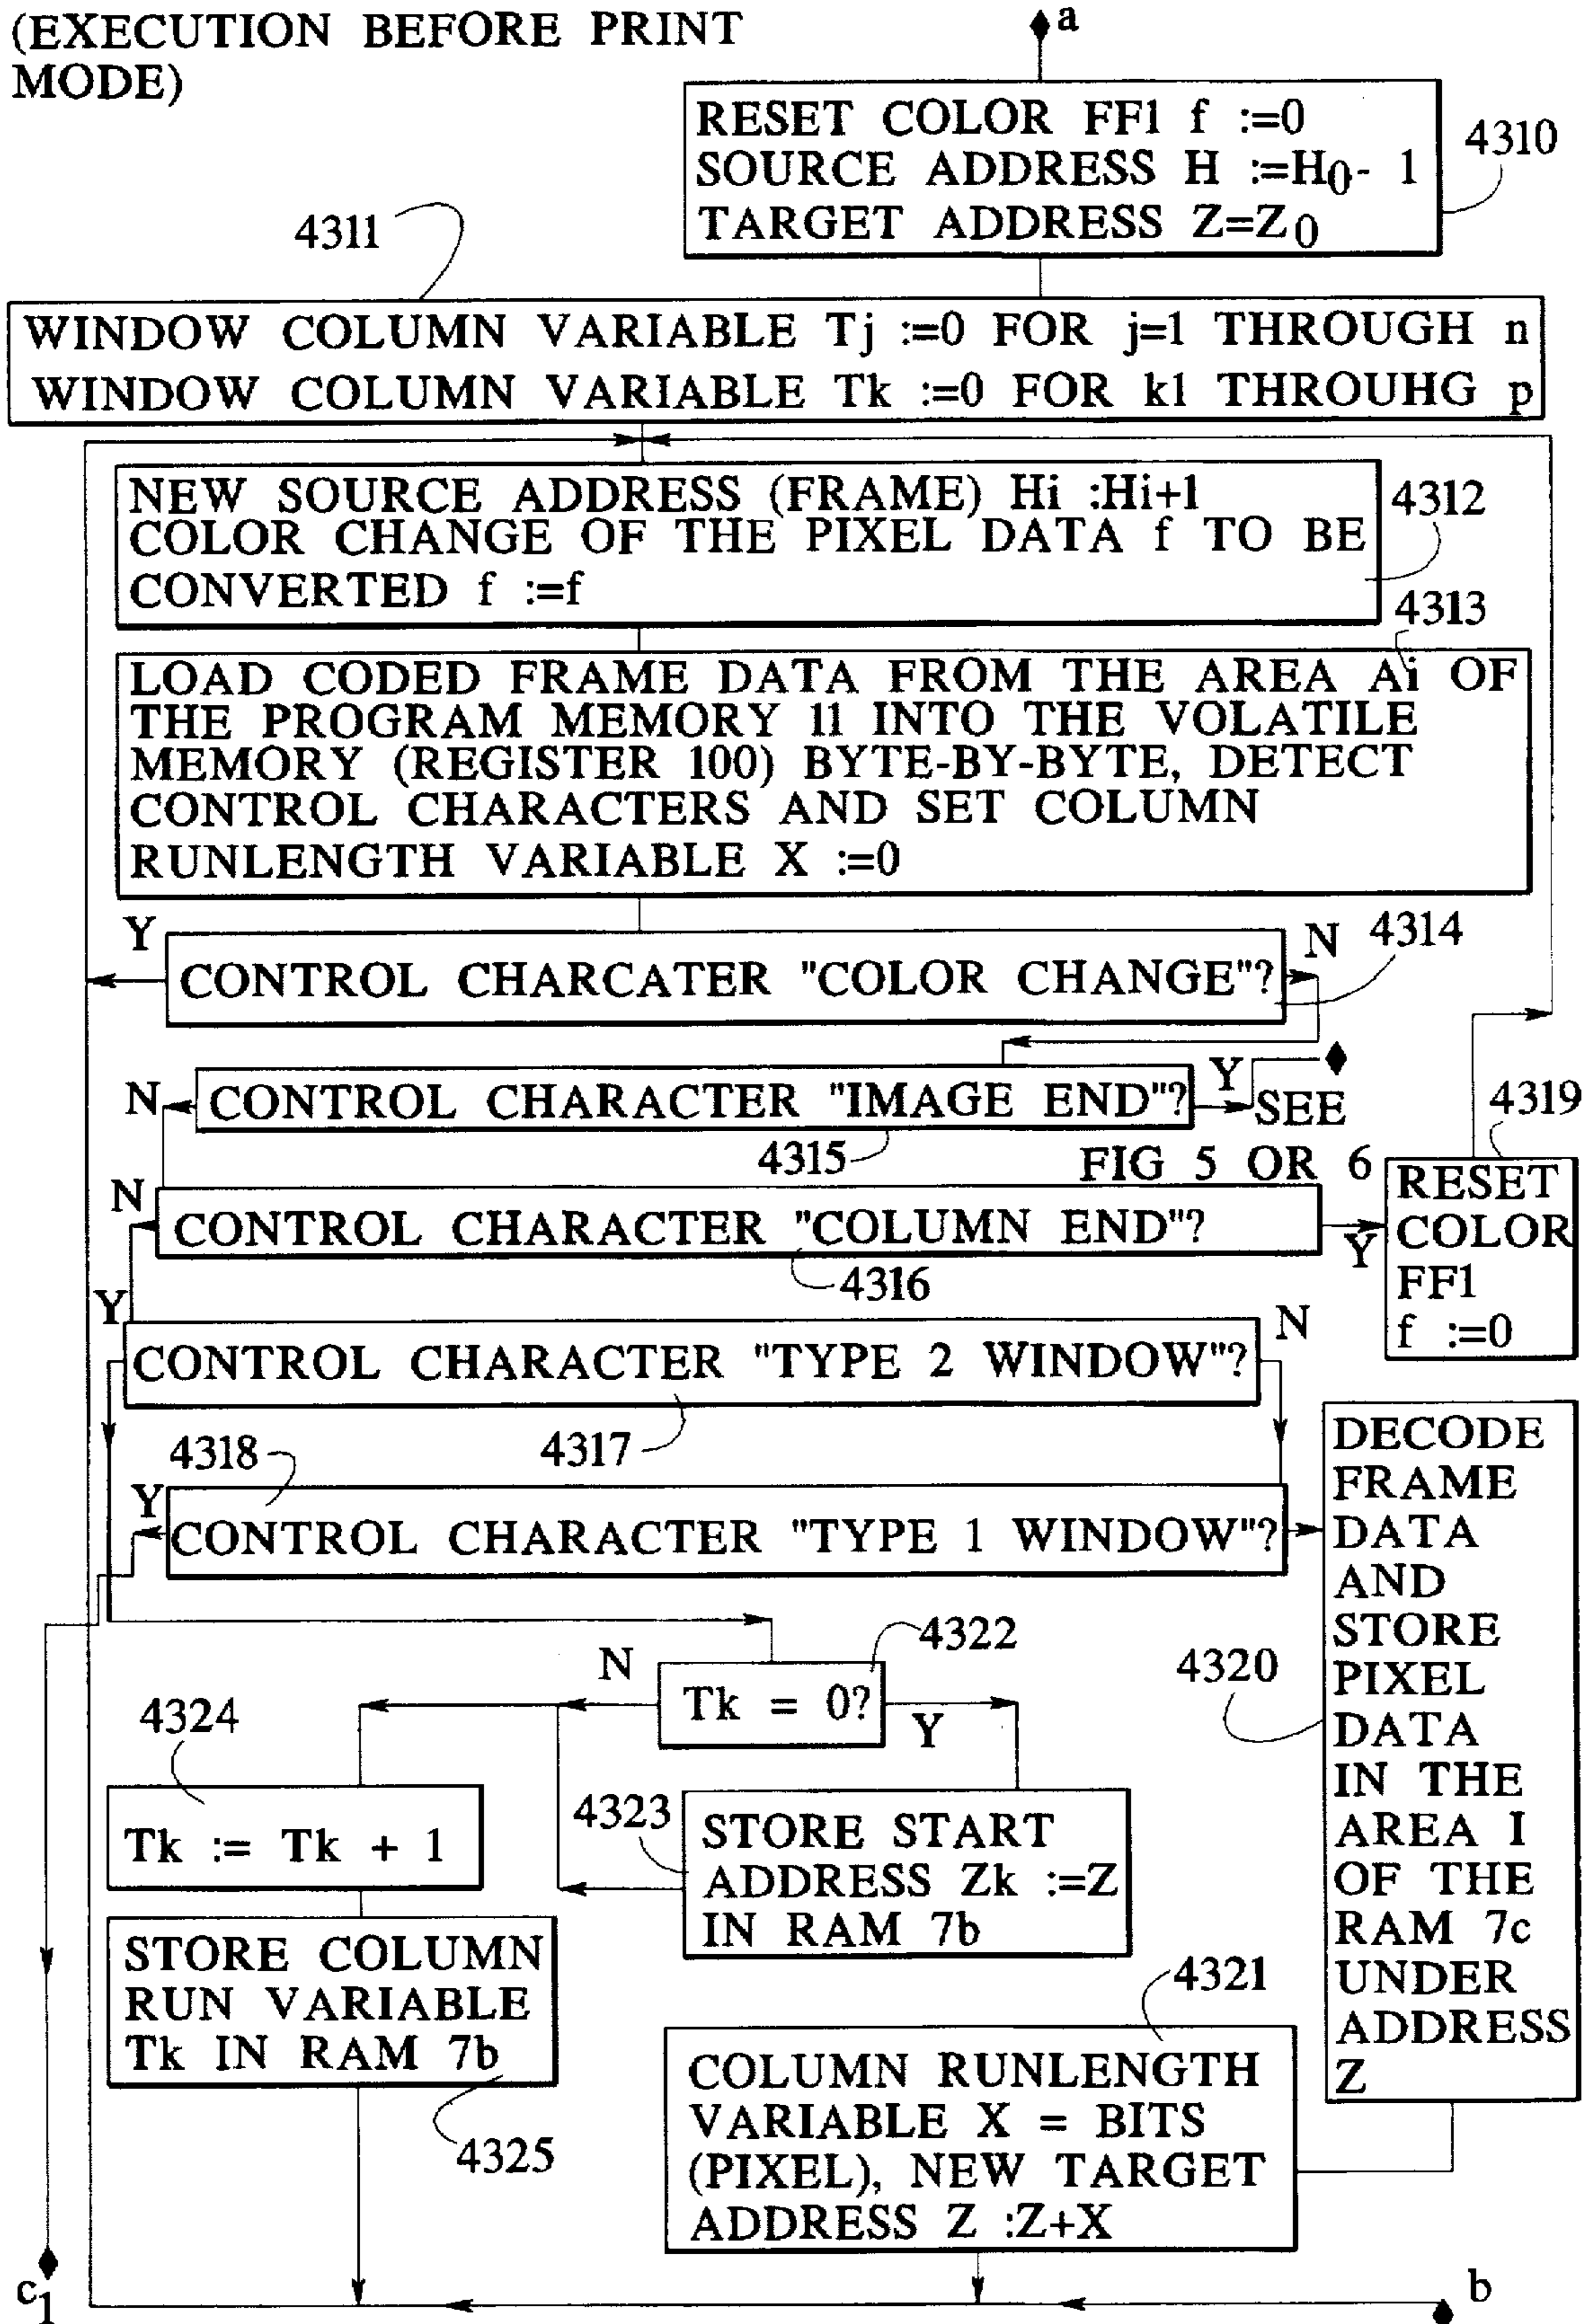 (EXECUTION BEFORE PRINT
MODE)
a
RESET COLOR FF1 f :=0
SOURCE ADDRESS H :=H0- 1
TARGET ADDRESS Z=Z0
4310
4311
WINDOW COLUMN VARIABLE Tj :=0 FOR j=1 THROUGH n
WINDOW COLUMN VARIABLE Tk :=0 FOR k1 THROUHG p
NEW SOURCE ADDRESS (FRAME) Hi :Hi+1
COLOR CHANGE OF THE PIXEL DATA f TO BE
CONVERTED f :=f
4312
4313
LOAD CODED FRAME DATA FROM THE AREA Ai OF
THE PROGRAM MEMORY 11 INTO THE VOLATILE
MEMORY (REGISTER 100) BYTE-BY-BYTE, DETECT
CONTROL CHARACTERS AND SET COLUMN
RUNLENGTH VARIABLE X :=0
Y
CONTROL CHARCATER "COLOR CHANGE"?
N
4314
N
CONTROL CHARACTER "IMAGE END"?
Y
SEE
FIG 5 OR 6
4315
N
CONTROL CHARACTER "COLUMN END"?
Y
4316
4319
RESET
COLOR
FF1
f :=0
Y
CONTROL CHARACTER "TYPE 2 WINDOW"?
N
4317
4318
Y
CONTROL CHARACTER "TYPE 1 WINDOW"?
DECODE
FRAME
DATA
AND
STORE
PIXEL
DATA
IN THE
AREA I
OF THE
RAM 7c
UNDER
ADDRESS
Z
4320
4322
N
Tk = 0?
Y
4324
Tk := Tk + 1
4323
STORE START
ADDRESS Zk :=Z
IN RAM 7b
STORE COLUMN
RUN VARIABLE
Tk IN RAM 7b
4325
4321
COLUMN RUNLENGTH
VARIABLE X = BITS
(PIXEL), NEW TARGET
ADDRESS Z :Z+X
c1
b